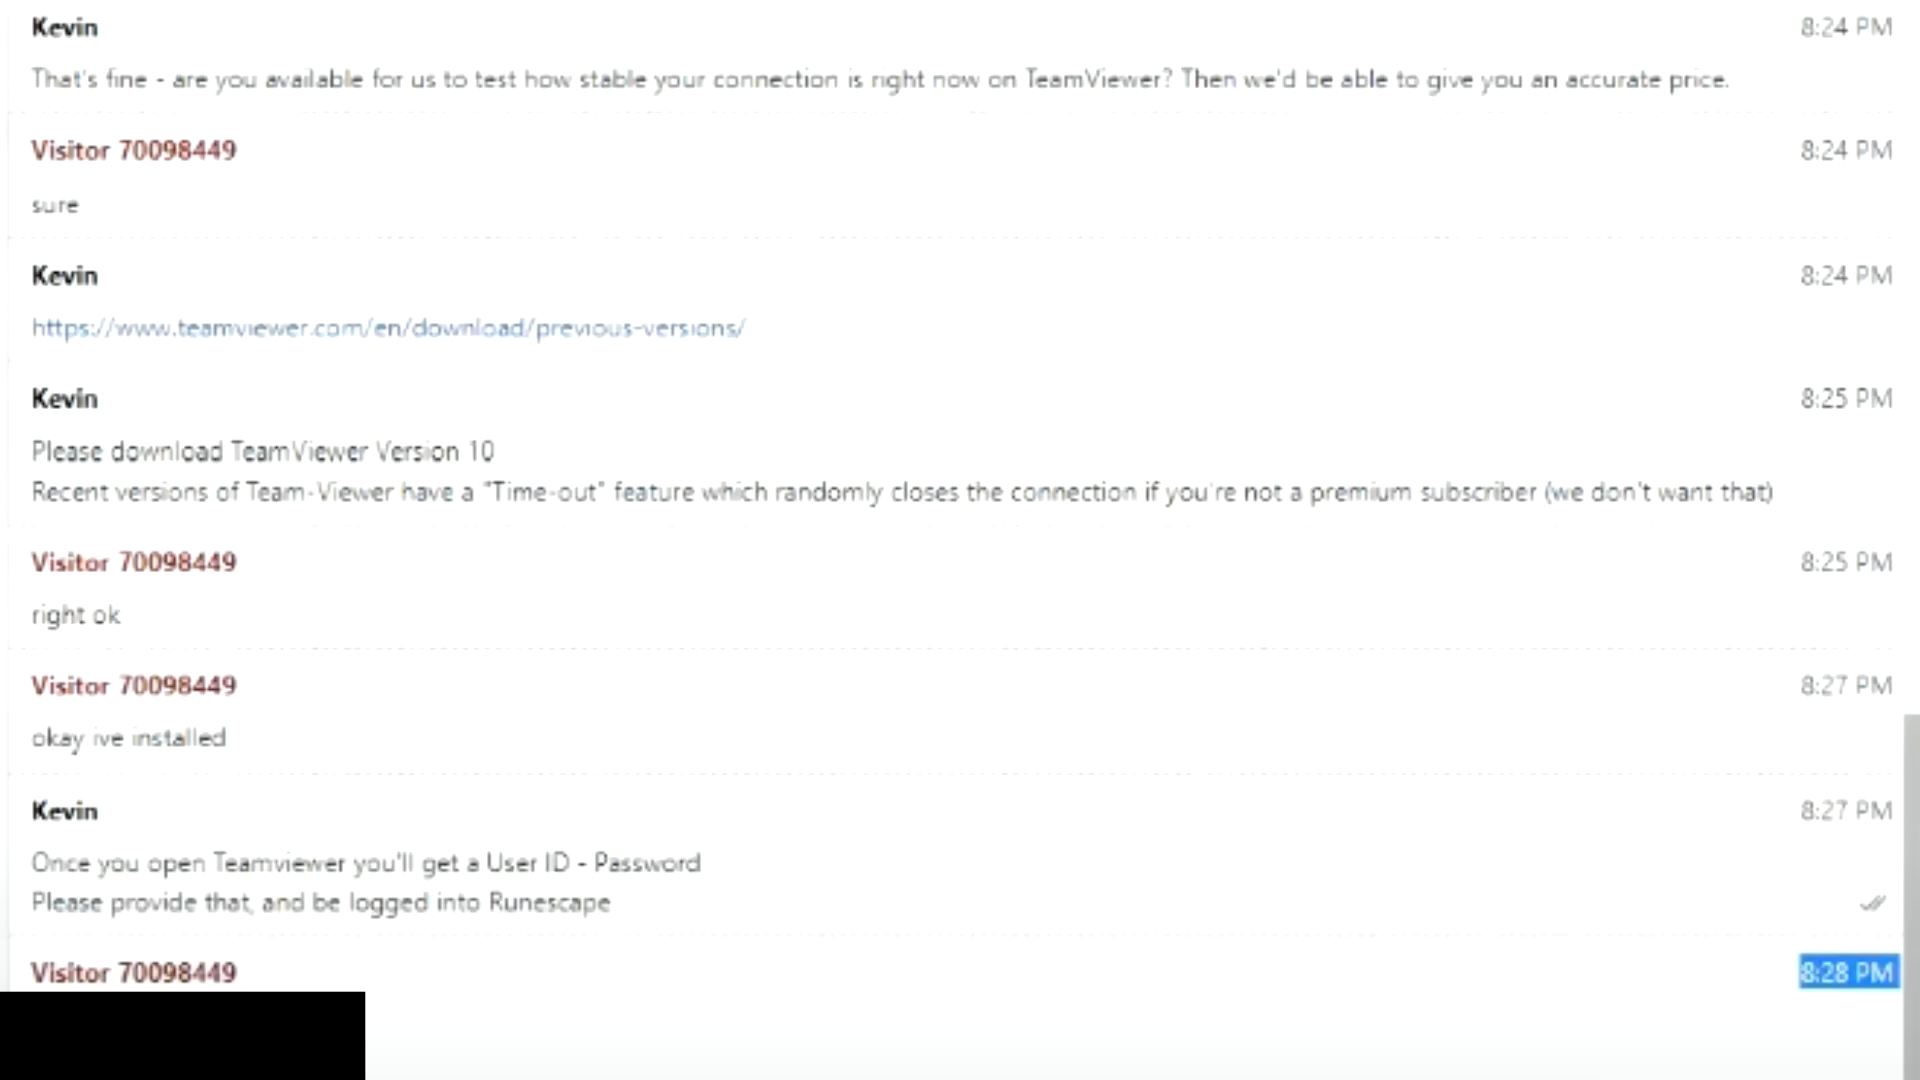 Kevin 8:24 PM
That's fine - are you available for us to test how stable your connection is right now on TeamViewer? Then we'd be able to give you an accurate price.
Visitor 70098449 8:24 PM
sure
Kevin 8:24 PM
https://www.teamviewer.com/en/download/previous-versions/
Kevin 8:25 PM
Please download TeamViewer Version 10
Recent versions of Team-Viewer have a "Time-out" feature which randomly closes the connection if you're not a premium subscriber (we don't want that)
Visitor 70098449 8:25 PM
right ok
Visitor 70098449 8:27 PM
okay ive installed
Kevin 8:27 PM
Once you open Teamviewer you'll get a User ID - Password
Please provide that, and be logged into Runescape
Visitor 70098449 8:28 PM